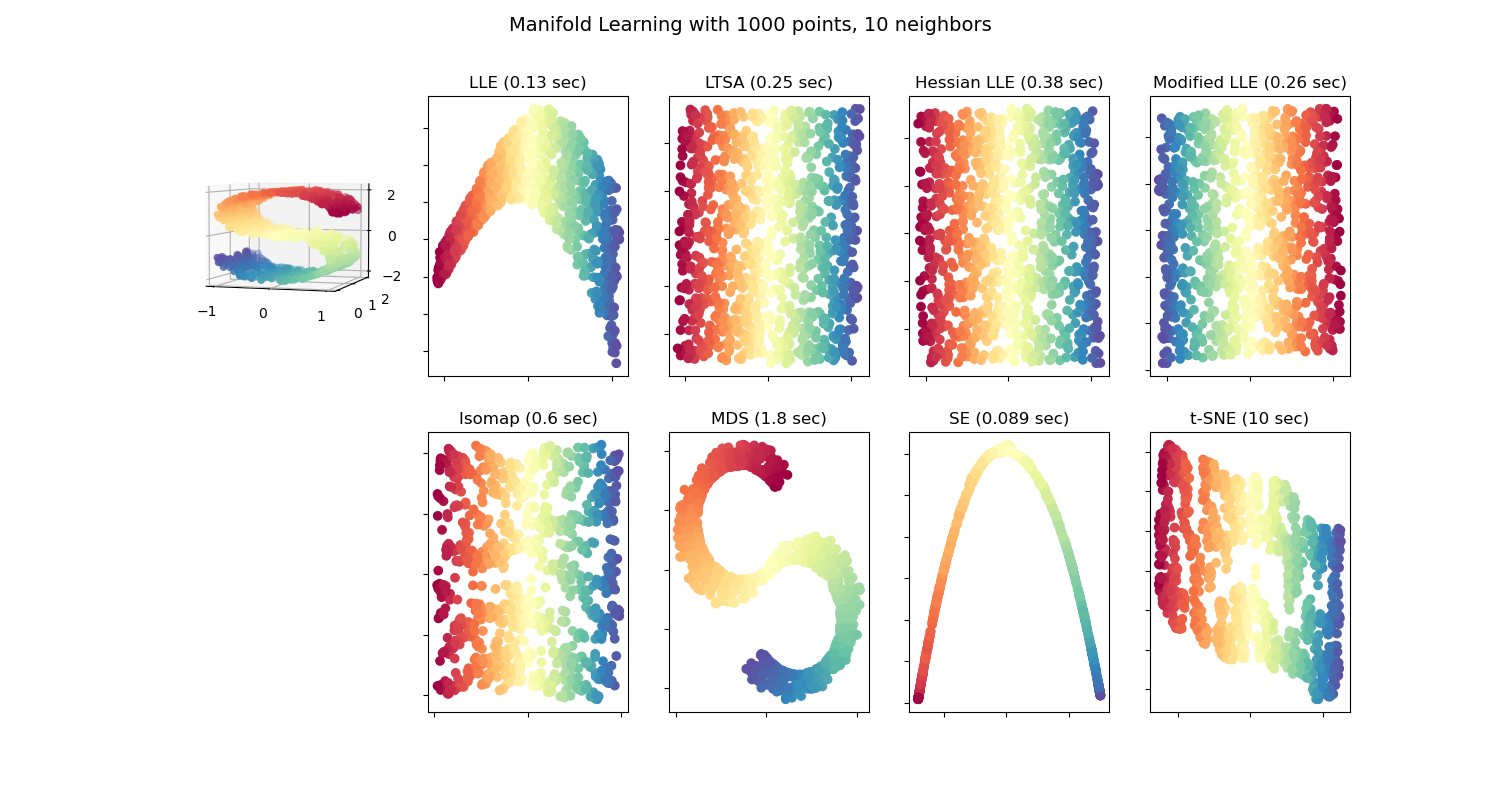 Manifold Learning with 1000 points, 10 neighbors
LLE (0.13 sec)
LTSA (0.25 sec)
Hessian LLE (0.38 sec)
Modified LLE (0.26 sec)
2
0
−2
−1
0
1
0
1
2
Isomap (0.6 sec)
MDS (1.8 sec)
SE (0.089 sec)
t-SNE (10 sec)